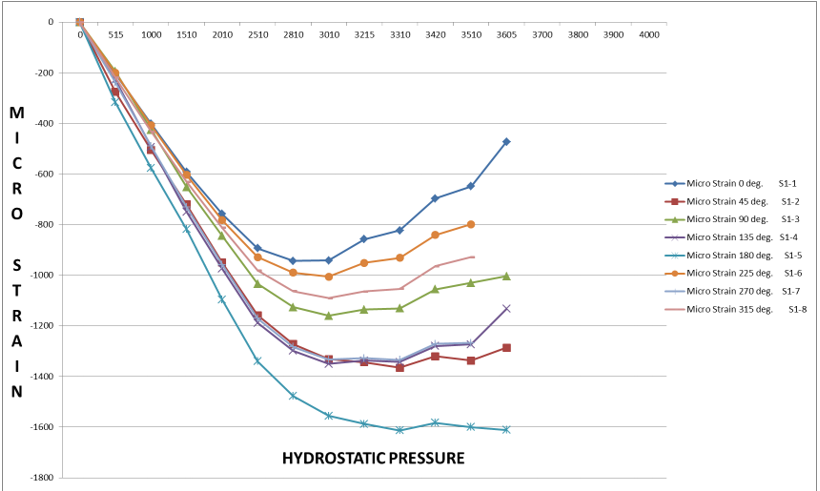 0
0 515 1000 1510 2010 2510 2810 3010 3215 3310 3420 3510 3605 3700 3800 3900 4000
-200
-400
-600
-800
-1000
-1200
-1400
-1600
-1800
MICRO STRAIN
HYDROSTATIC PRESSURE
Micro Strain 0 deg. S1-1
Micro Strain 45 deg. S1-2
Micro Strain 90 deg. S1-3
Micro Strain 135 deg. S1-4
Micro Strain 180 deg. S1-5
Micro Strain 225 deg. S1-6
Micro Strain 270 deg. S1-7
Micro Strain 315 deg. S1-8